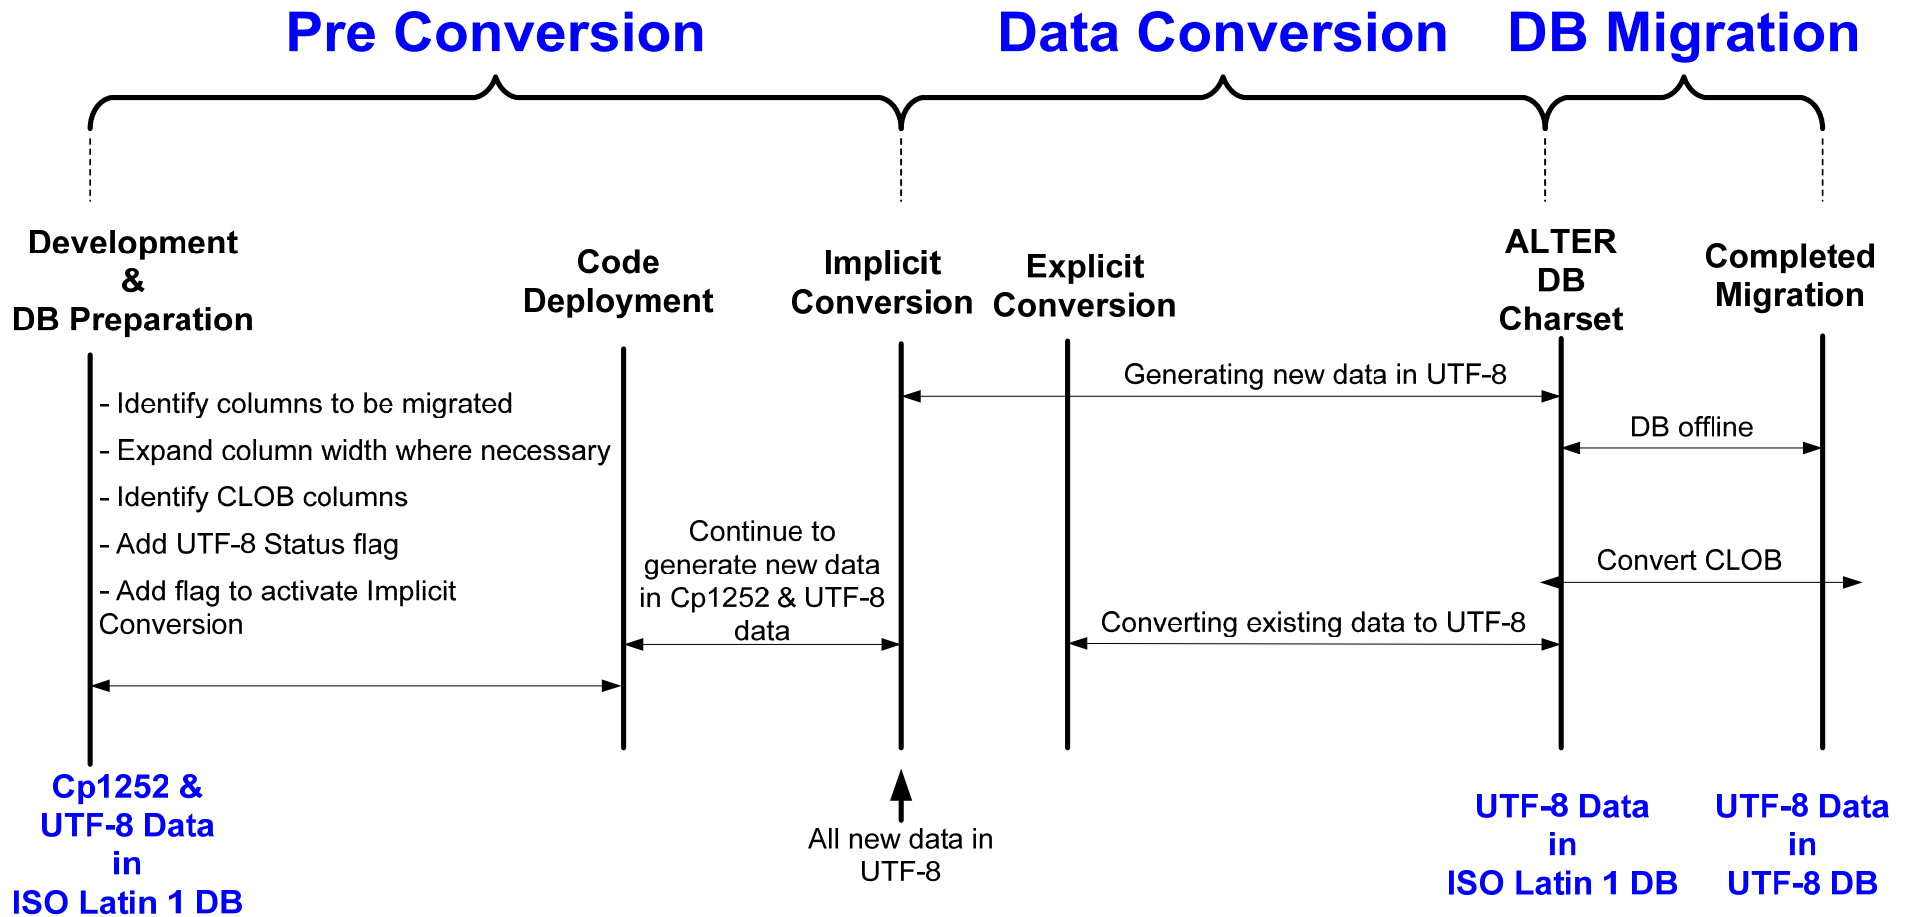 Pre Conversion
Data Conversion
DB Migration
Development
&
DB Preparation
Code
Deployment
Implicit
Conversion
Explicit
Conversion
ALTER
DB
Charset
Completed
Migration
- Identify columns to be migrated
- Expand column width where necessary
- Identify CLOB columns
- Add UTF-8 Status flag
- Add flag to activate Implicit
Conversion
Continue to
generate new data
in Cp1252 & UTF-8
data
Generating new data in UTF-8
DB offline
Convert CLOB
Converting existing data to UTF-8
Cp1252 &
UTF-8 Data
in
ISO Latin 1 DB
All new data in
UTF-8
UTF-8 Data
in
ISO Latin 1 DB
UTF-8 Data
in
UTF-8 DB